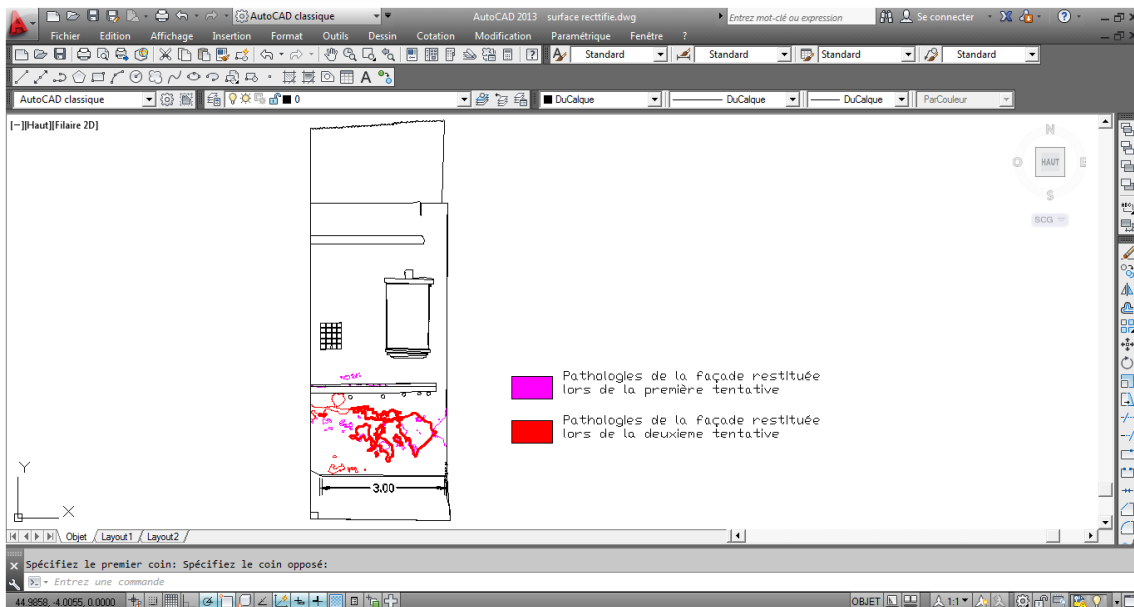 AutoCAD classique
AutoCAD 2013 surface recttifie.dwg
Entrez mot-clé ou expression
Se connecter
Fichier Edition Affichage Insertion Format Outils Dessin Cotation Modification Paramétrique Fenêtre ?
Standard Standard Standard Standard
AutoCAD classique 0 DuCalque DuCalque DuCalque ParCouleur
[−][Haut][Filaire 2D]
N
O HAUT E
S
SCG
Pathologies de la façade restituée
lors de la première tentative
Pathologies de la façade restituée
lors de la deuxieme tentative
3.00
Y
X
Objet Layout1 Layout2
Spécifiez le premier coin: Spécifiez le coin opposé:
Entrez une commande
44.9858, -4.0055, 0.0000
OBJET
1:1